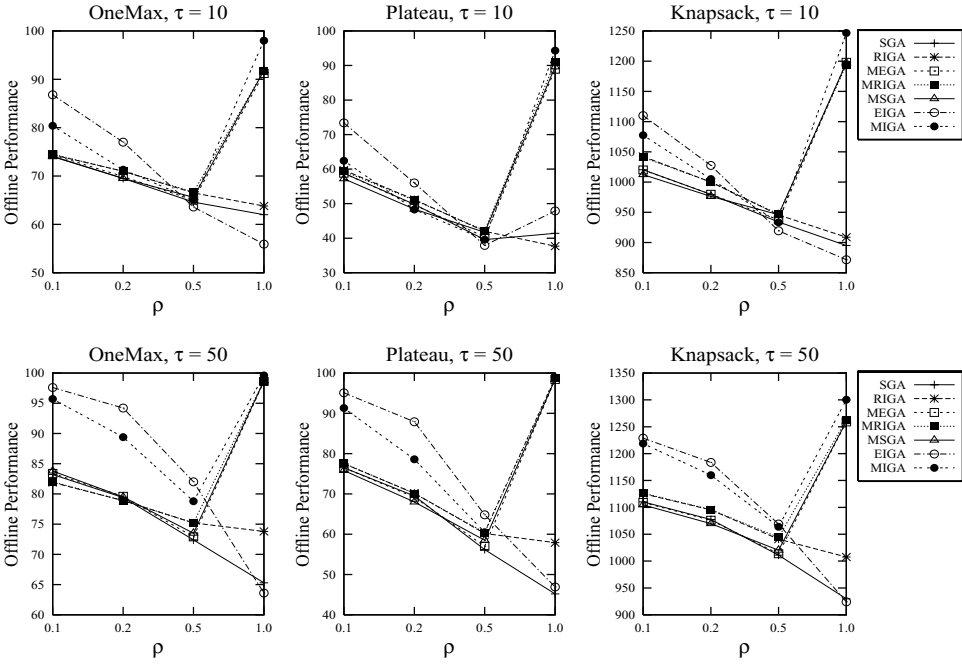 OneMax, τ = 10
Plateau, τ = 10
Knapsack, τ = 10
Offline Performance
100
90
80
70
60
50
0.1 0.2 0.5 1.0
ρ
Offline Performance
100
90
80
70
60
50
40
30
0.1 0.2 0.5 1.0
ρ
Offline Performance
1250
1200
1150
1100
1050
1000
950
900
850
0.1 0.2 0.5 1.0
ρ
SGA
RIGA
MEGA
MRIGA
MSGA
EIGA
MIGA
OneMax, τ = 50
Plateau, τ = 50
Knapsack, τ = 50
Offline Performance
100
95
90
85
80
75
70
65
60
0.1 0.2 0.5 1.0
ρ
Offline Performance
100
90
80
70
60
50
40
0.1 0.2 0.5 1.0
ρ
Offline Performance
1350
1300
1250
1200
1150
1100
1050
1000
950
900
0.1 0.2 0.5 1.0
ρ
SGA
RIGA
MEGA
MRIGA
MSGA
EIGA
MIGA